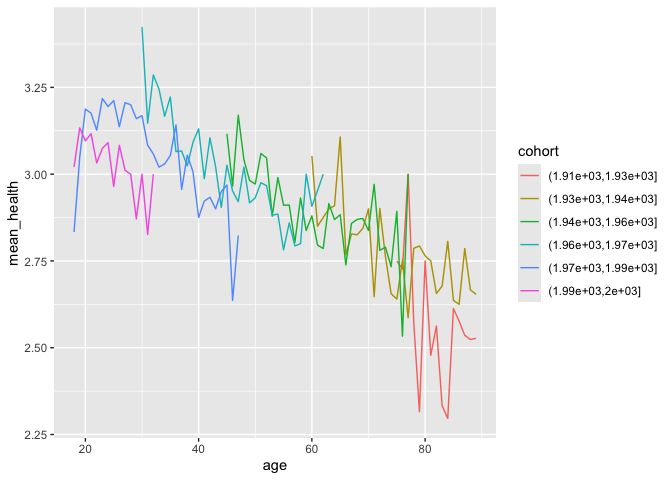 3.25
3.00
2.75
2.50
2.25
mean_health
20 40 60 80
age
cohort
(1.91e+03,1.93e+03]
(1.93e+03,1.94e+03]
(1.94e+03,1.96e+03]
(1.96e+03,1.97e+03]
(1.97e+03,1.99e+03]
(1.99e+03,2e+03]